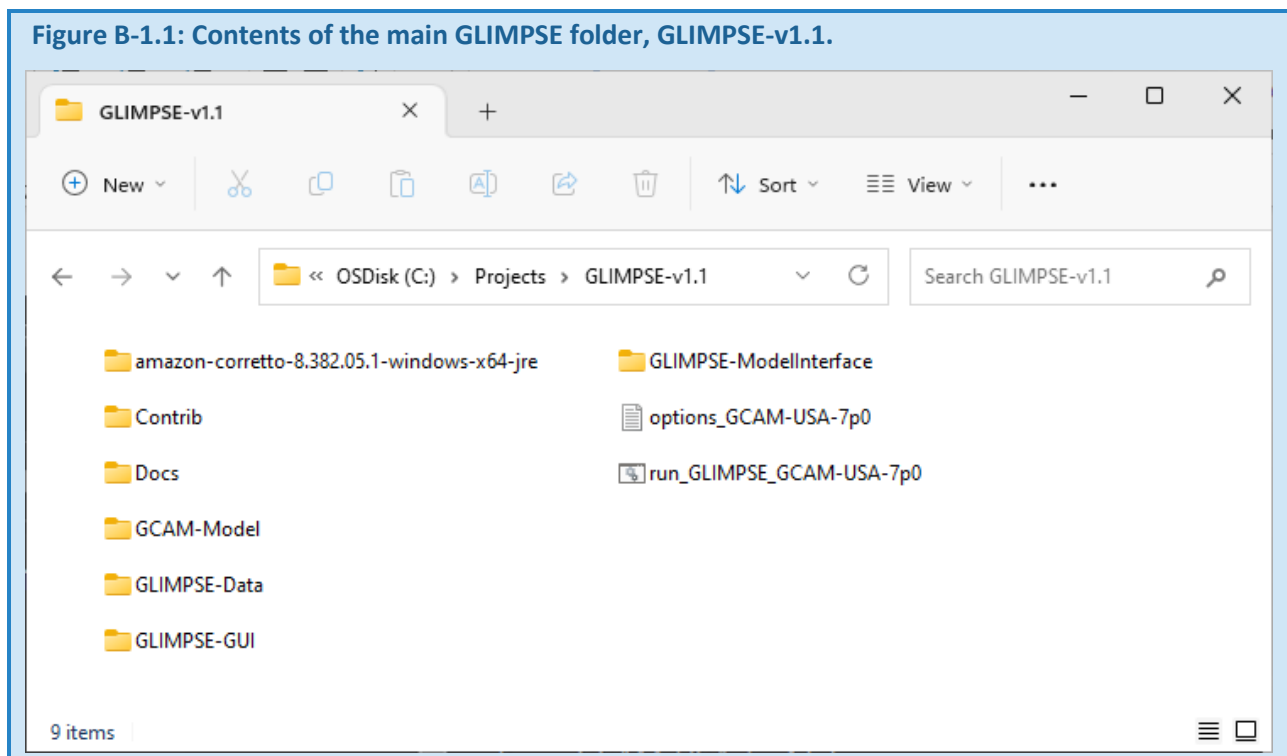 Figure B-1.1: Contents of the main GLIMPSE folder, GLIMPSE-v1.1.
GLIMPSE-v1.1
New
Sort
View
« OSDisk (C:) > Projects > GLIMPSE-v1.1
Search GLIMPSE-v1.1
amazon-corretto-8.382.05.1-windows-x64-jre
Contrib
Docs
GCAM-Model
GLIMPSE-Data
GLIMPSE-GUI
GLIMPSE-ModelInterface
options_GCAM-USA-7p0
run_GLIMPSE_GCAM-USA-7p0
9 items